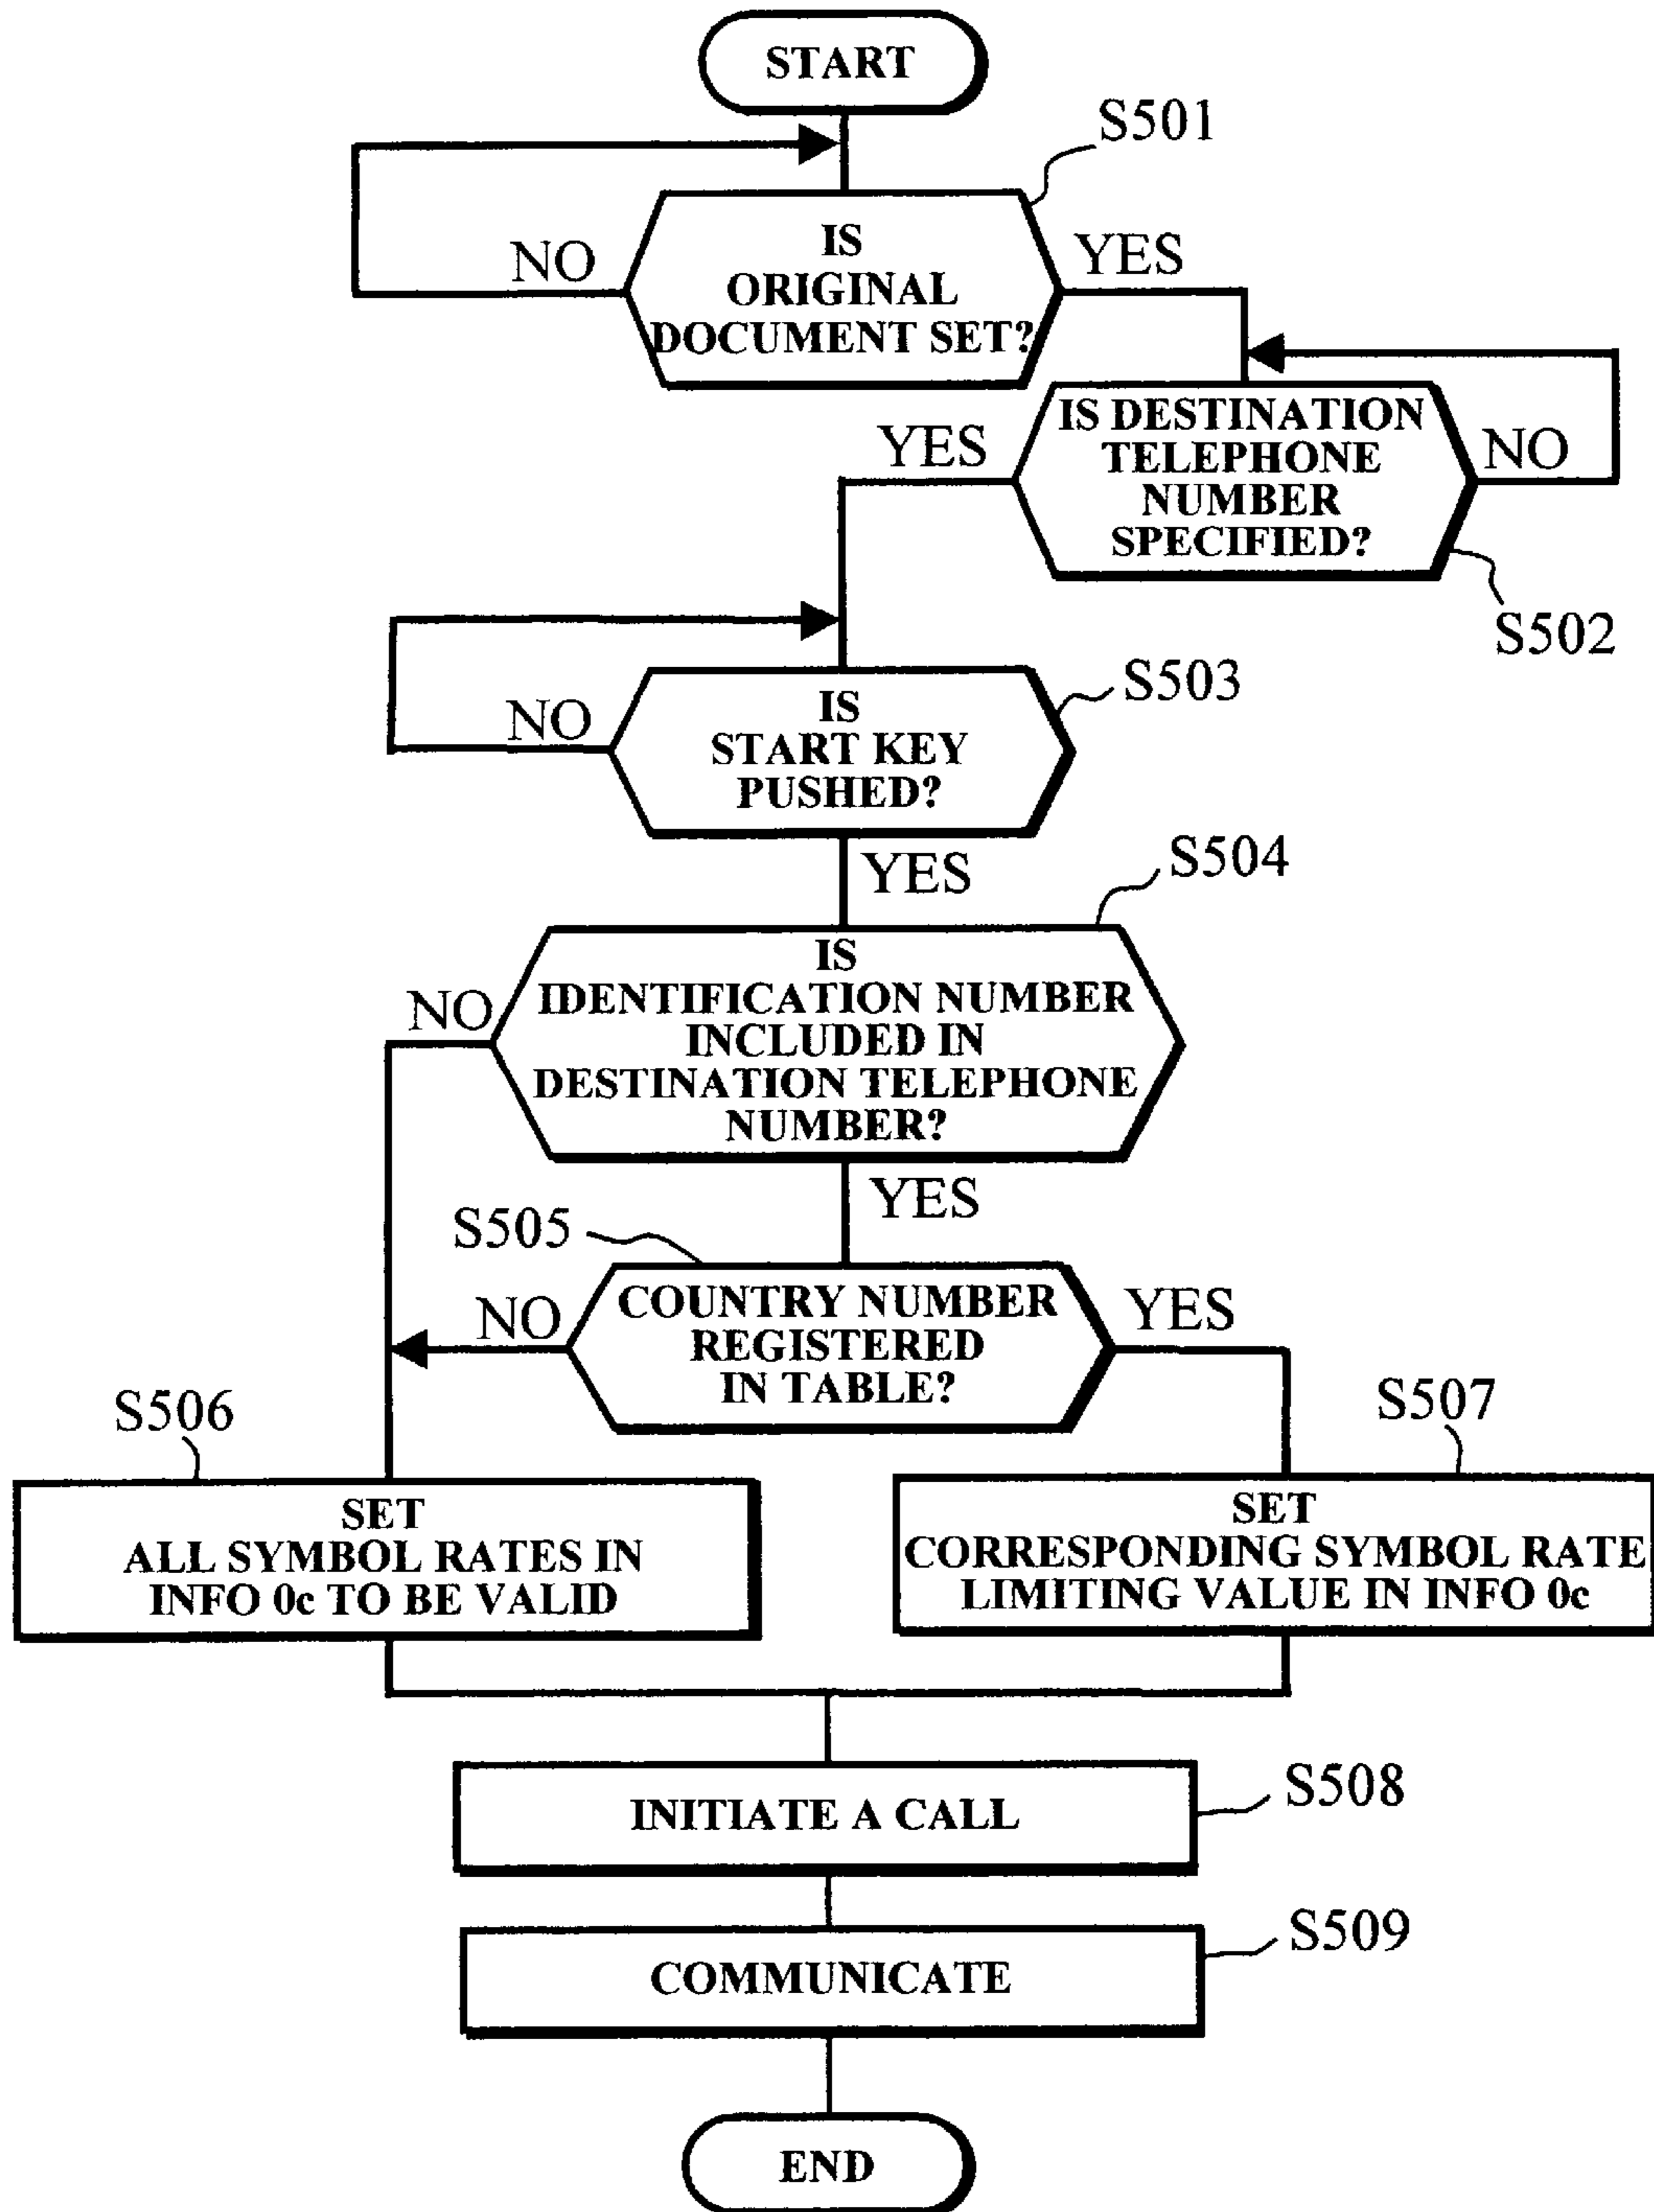 START
S501
IS
ORIGINAL
DOCUMENT SET?
NO
YES
IS DESTINATION
TELEPHONE
NUMBER
SPECIFIED?
YES
NO
S502
S503
IS
START KEY
PUSHED?
NO
YES
S504
IS
IDENTIFICATION NUMBER
INCLUDED IN
DESTINATION TELEPHONE
NUMBER?
NO
YES
S505
COUNTRY NUMBER
REGISTERED
IN TABLE?
NO
YES
S506
SET
ALL SYMBOL RATES IN
INFO 0c TO BE VALID
S507
SET
CORRESPONDING SYMBOL RATE
LIMITING VALUE IN INFO 0c
INITIATE A CALL
S508
COMMUNICATE
S509
END